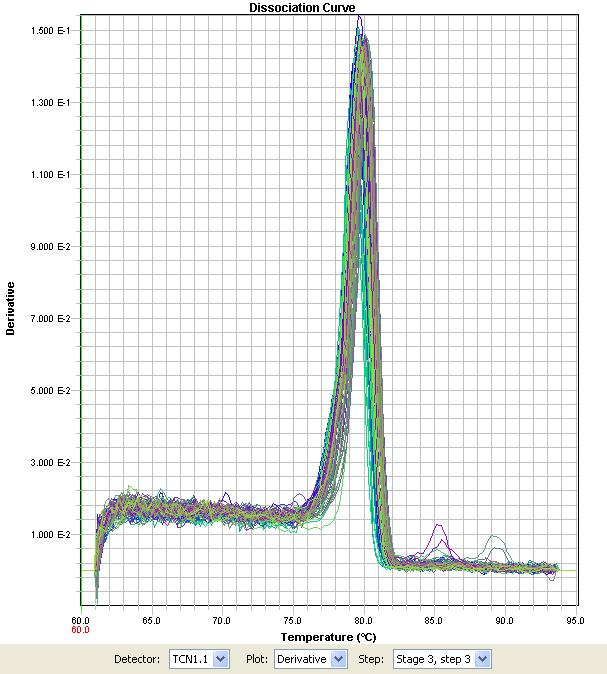 Dissociation Curve
1.500 E-1
1.300 E-1
1.100 E-1
9.000 E-2
7.000 E-2
5.000 E-2
3.000 E-2
1.000 E-2
Derivative
60.0 65.0 70.0 75.0 80.0 85.0 90.0 95.0
60.0
Temperature (°C)
Detector: TCN1.1 Plot: Derivative Step: Stage 3, step 3